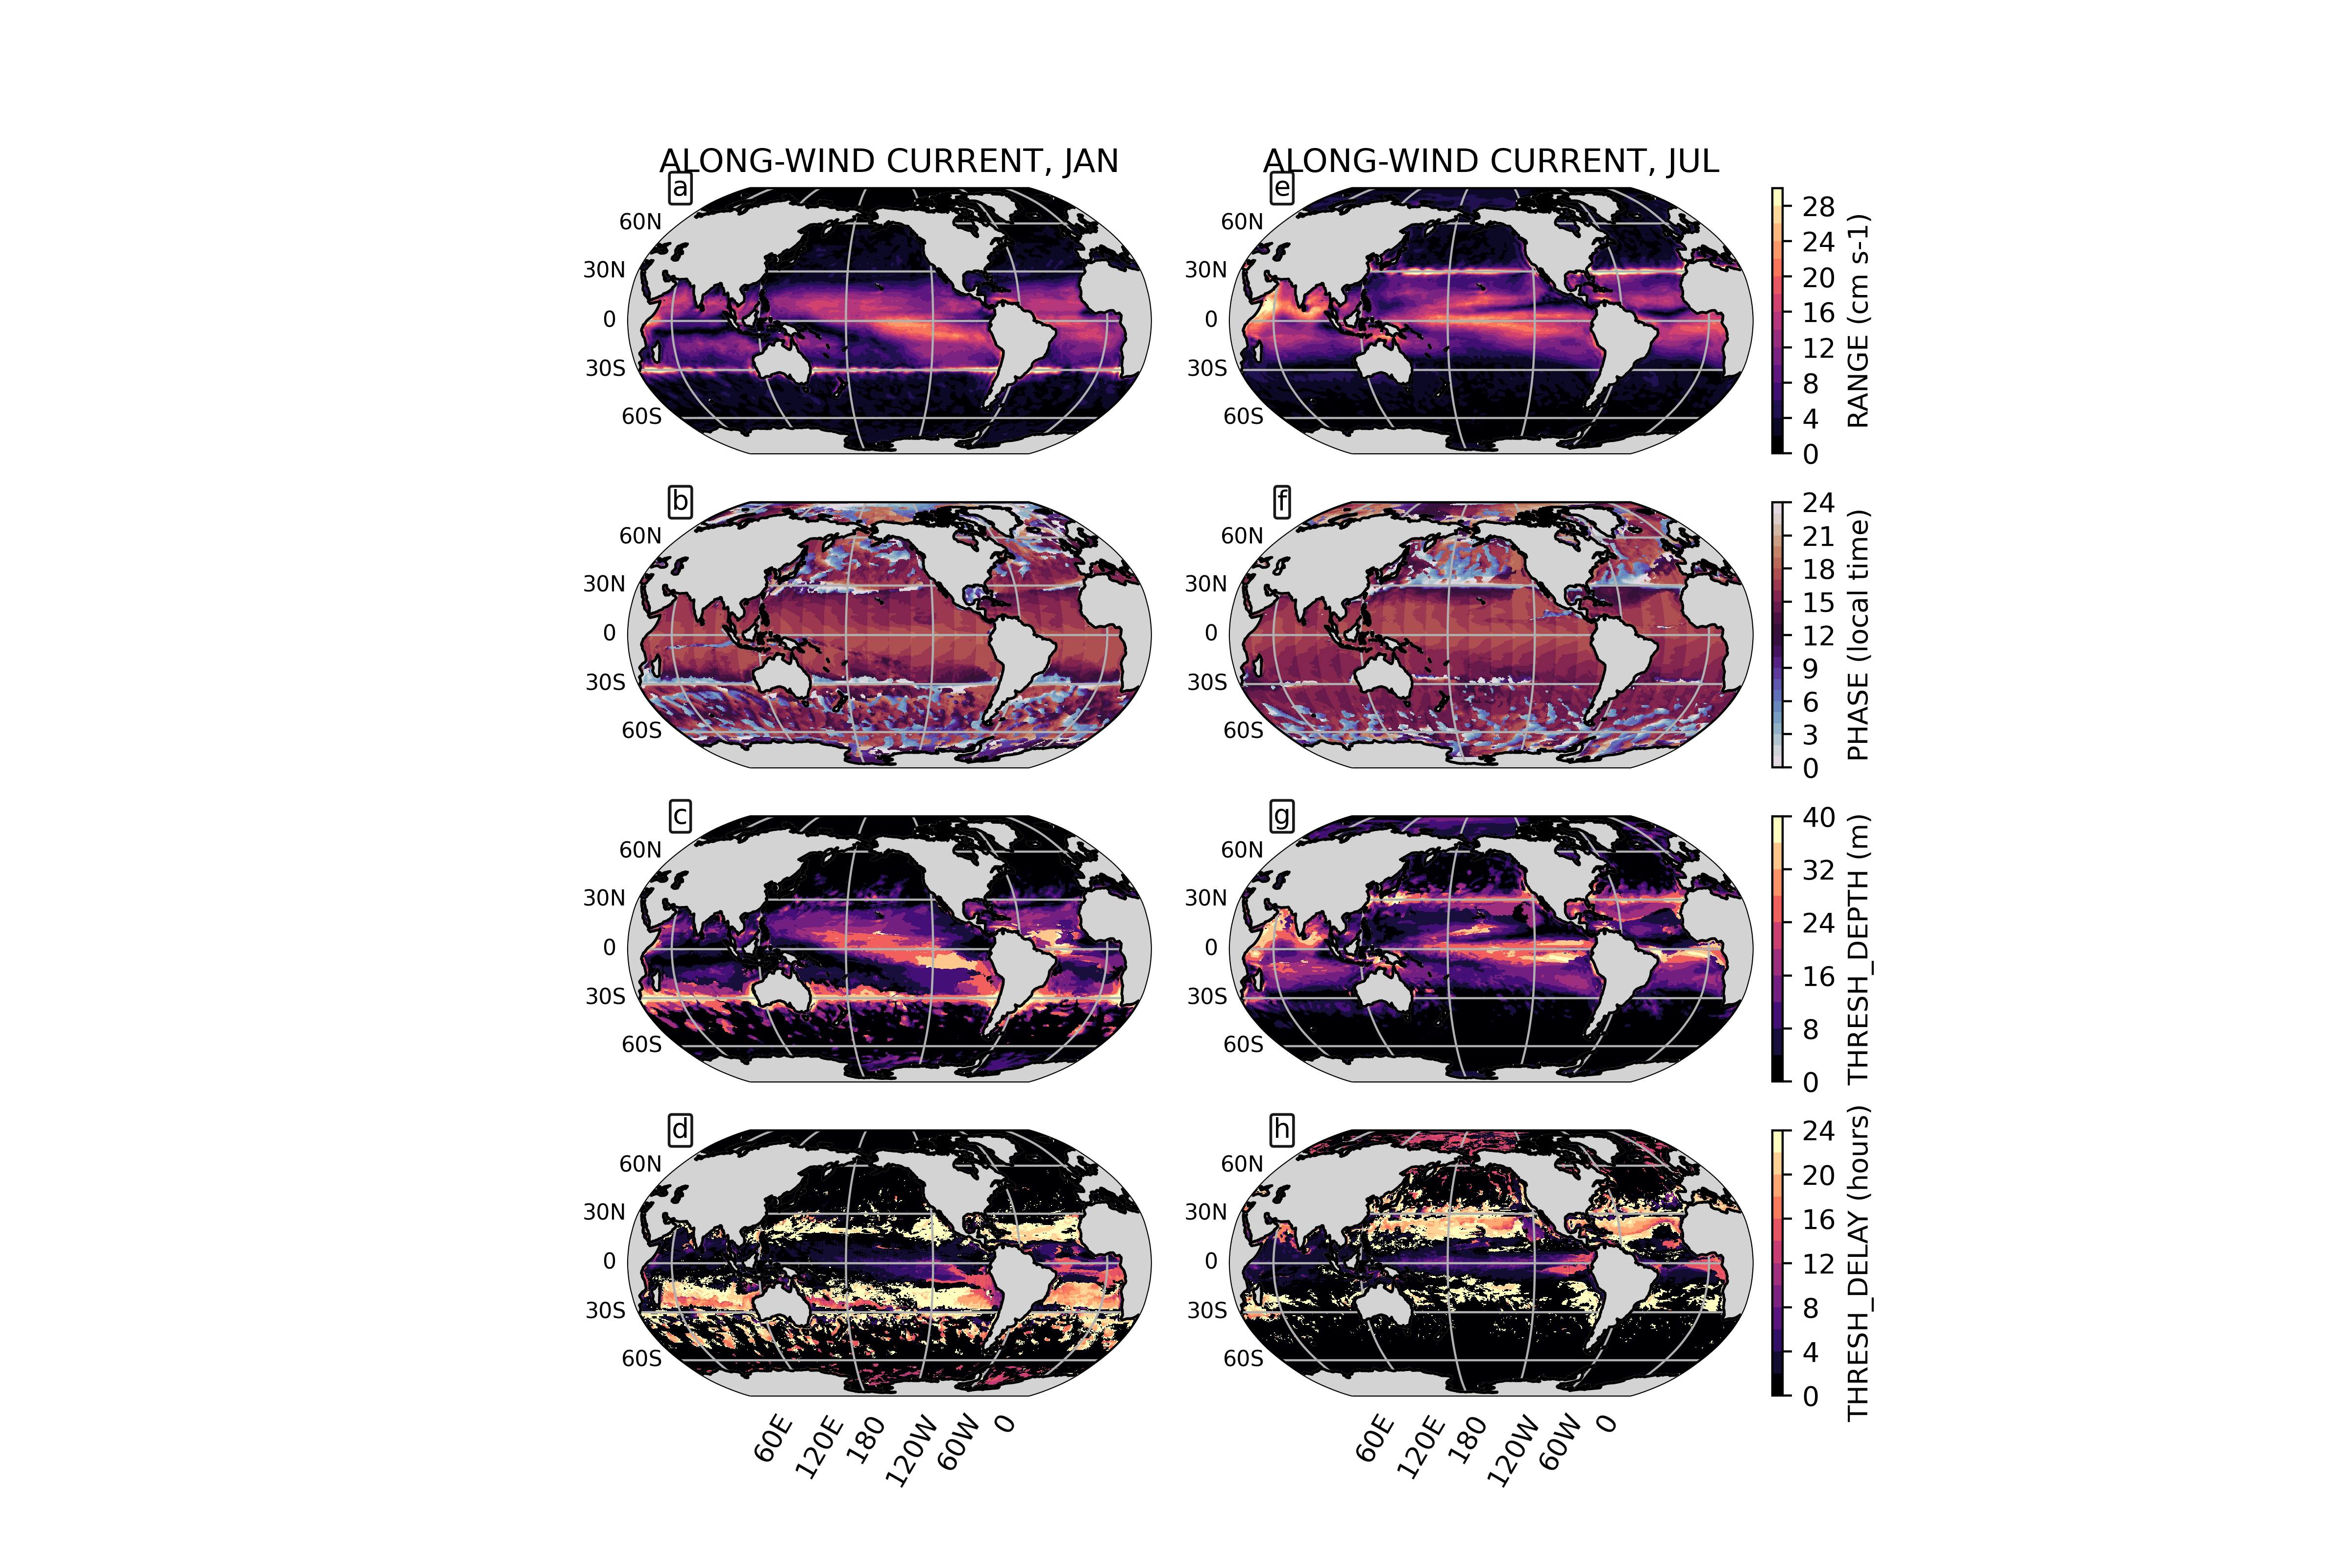 ALONG-WIND CURRENT, JAN
ALONG-WIND CURRENT, JUL
a
60N
30N
0
30S
60S
e
60N
30N
0
30S
60S
28
24
20
16
12
8
4
0
RANGE (cm s-1)
b
60N
30N
0
30S
60S
f
60N
30N
0
30S
60S
24
21
18
15
12
9
6
3
0
PHASE (local time)
c
60N
30N
0
30S
60S
g
60N
30N
0
30S
60S
40
32
24
16
8
0
THRESH_DEPTH (m)
d
60N
30N
0
30S
60S
60E
120E
180
120W
60W
0
h
60N
30N
0
30S
60S
60E
120E
180
120W
60W
0
24
20
16
12
8
4
0
THRESH_DELAY (hours)